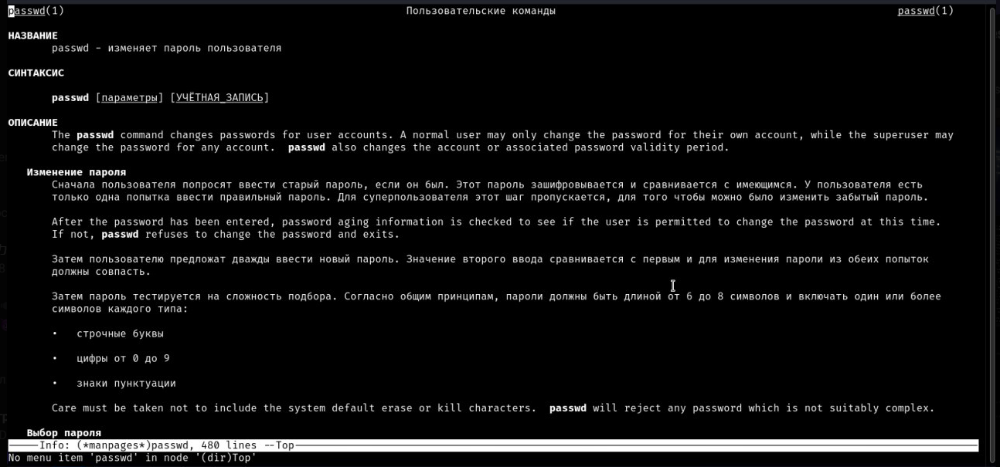 passwd(1) Пользовательские команды passwd(1)
НАЗВАНИЕ
passwd - изменяет пароль пользователя
СИНТАКСИС
passwd [параметры] [УЧЁТНАЯ_ЗАПИСЬ]
ОПИСАНИЕ
The passwd command changes passwords for user accounts. A normal user may only change the password for their own account, while the superuser may
change the password for any account.  passwd also changes the account or associated password validity period.
Изменение пароля
Сначала пользователя попросят ввести старый пароль, если он был. Этот пароль зашифровывается и сравнивается с имеющимся. У пользователя есть
только одна попытка ввести правильный пароль. Для суперпользователя этот шаг пропускается, для того чтобы можно было изменить забытый пароль.
After the password has been entered, password aging information is checked to see if the user is permitted to change the password at this time.
If not, passwd refuses to change the password and exits.
Затем пользователю предложат дважды ввести новый пароль. Значение второго ввода сравнивается с первым и для изменения пароли из обеих попыток
должны совпасть.
Затем пароль тестируется на сложность подбора. Согласно общим принципам, пароли должны быть длиной от 6 до 8 символов и включать один или более
символов каждого типа:
•   строчные буквы
•   цифры от 0 до 9
•   знаки пунктуации
Care must be taken not to include the system default erase or kill characters.  passwd will reject any password which is not suitably complex.
Выбор пароля
-----Info: (*manpages*)passwd, 480 lines --Top-----
No menu item 'passwd' in node '(dir)Top'